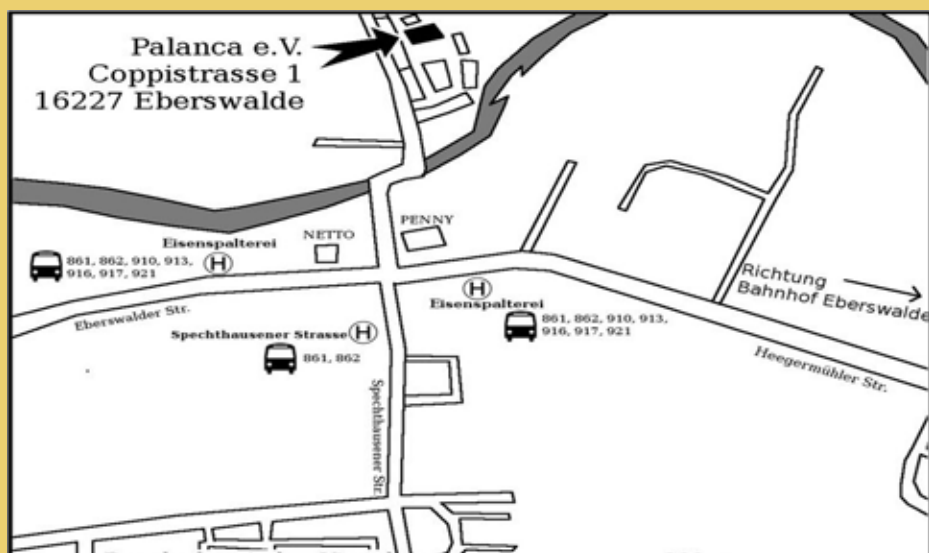 Palanca e.V.
Coppistrasse 1
16227 Eberswalde
NETTO
PENNY
Eisenspalterei
H
861, 862, 910, 913,
916, 917, 921
Richtung
Bahnhof Eberswalde
H
Eisenspalterei
861, 862, 910, 913,
916, 917, 921
Eberswalder Str.
Spechthausener Strasse
H
861, 862
Heegermühler Str.
Spechthausener Str.